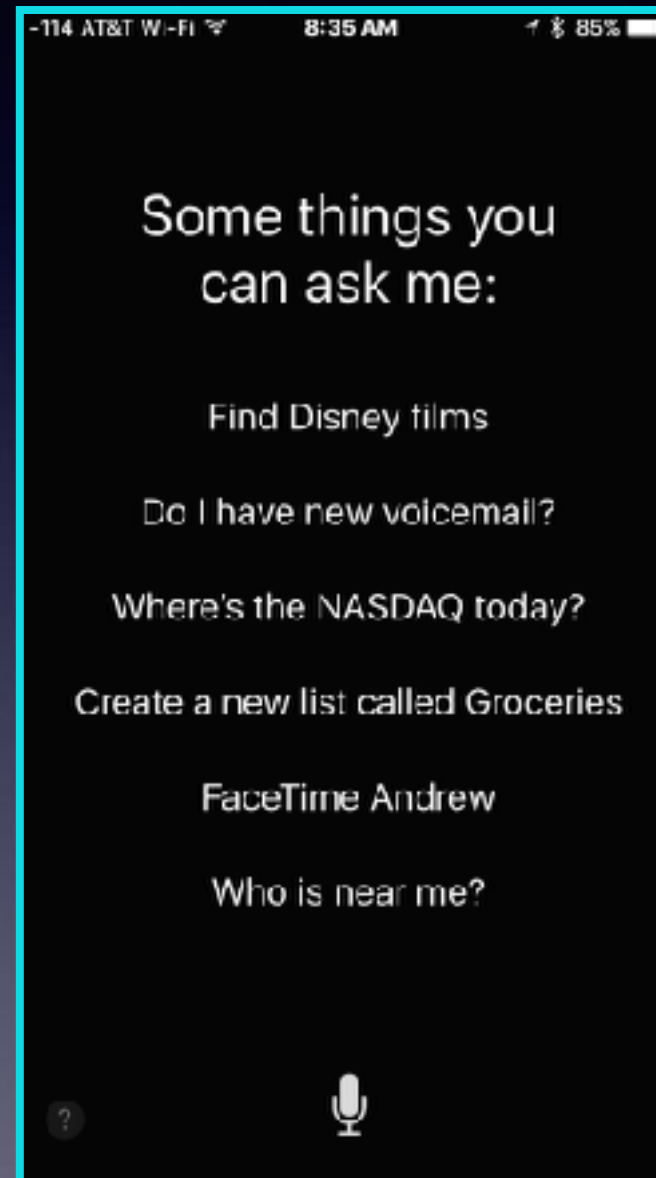 -114 AT&T Wi-Fi 8:35 AM 85%
Some things you
can ask me:
Find Disney films
Do I have new voicemail?
Where's the NASDAQ today?
Create a new list called Groceries
FaceTime Andrew
Who is near me?
?